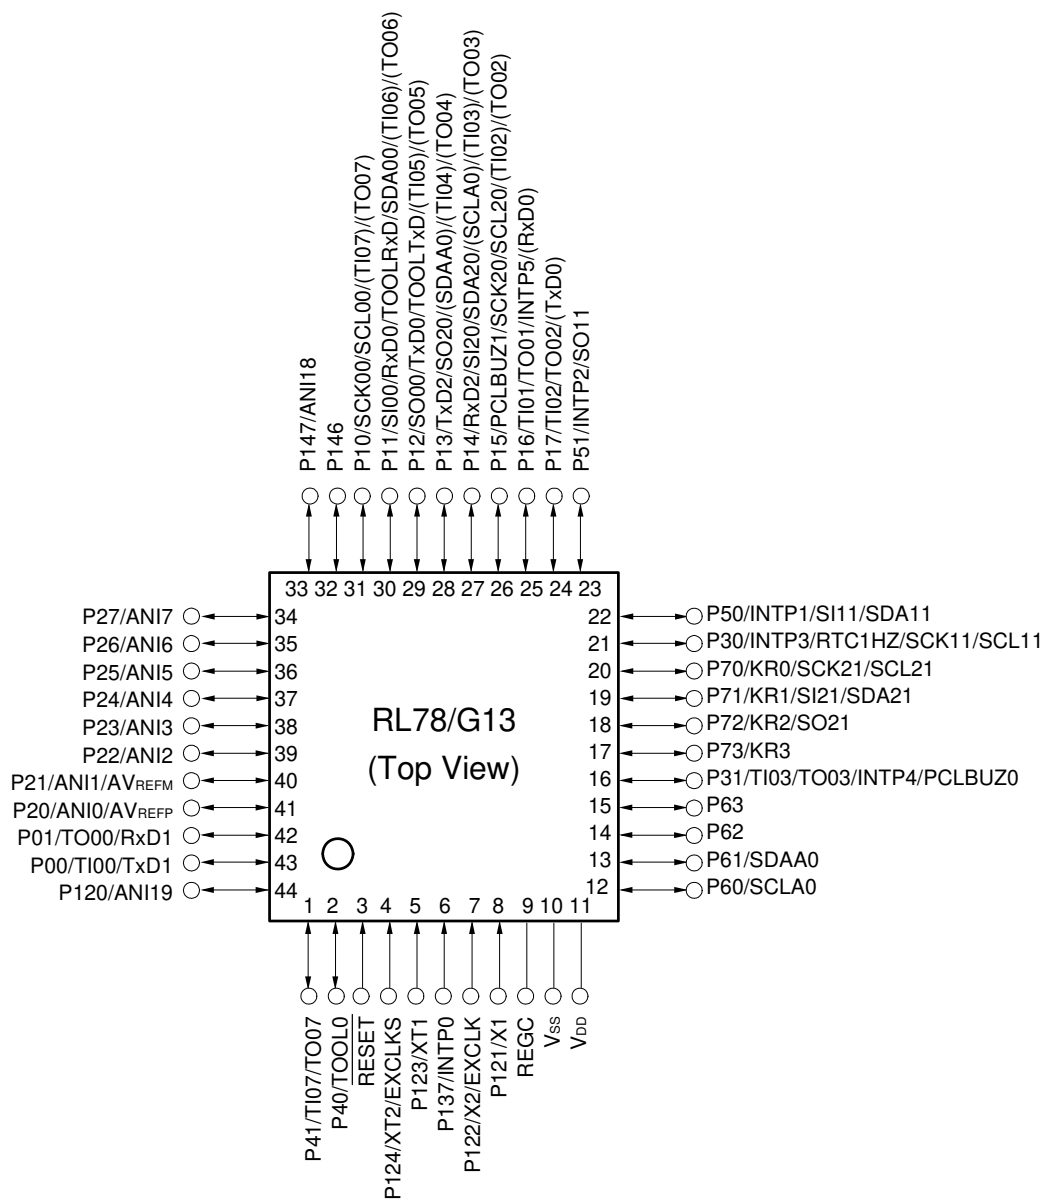 P147/ANI18
P146
P10/SCK00/SCL00/(TI07)/(TO07)
P11/SI00/RxD0/TOOLRxD/SDA00/(TI06)/(TO06)
P12/SO00/TxD0/TOOLTxD/(TI05)/(TO05)
P13/TxD2/SO20/(SDAA0)/(TI04)/(TO04)
P14/RxD2/SI20/SDA20/(SCLA0)/(TI03)/(TO03)
P15/PCLBUZ1/SCK20/SCL20/(TI02)/(TO02)
P16/TI01/TO01/INTP5/(RxD0)
P17/TI02/TO02/(TxD0)
P51/INTP2/SO11
33 32 31 30 29 28 27 26 25 24 23
P27/ANI7 34
P26/ANI6 35
P25/ANI5 36
P24/ANI4 37
P23/ANI3 38
P22/ANI2 39
P21/ANI1/AVREFM 40
P20/ANI0/AVREFP 41
P01/TO00/RxD1 42
P00/TI00/TxD1 43
P120/ANI19 44
RL78/G13
(Top View)
22 P50/INTP1/SI11/SDA11
21 P30/INTP3/RTC1HZ/SCK11/SCL11
20 P70/KR0/SCK21/SCL21
19 P71/KR1/SI21/SDA21
18 P72/KR2/SO21
17 P73/KR3
16 P31/TI03/TO03/INTP4/PCLBUZ0
15 P63
14 P62
13 P61/SDAA0
12 P60/SCLA0
1 2 3 4 5 6 7 8 9 10 11
P41/TI07/TO07
P40/TOOL0
RESET
P124/XT2/EXCLKS
P123/XT1
P137/INTP0
P122/X2/EXCLK
P121/X1
REGC
VSS
VDD